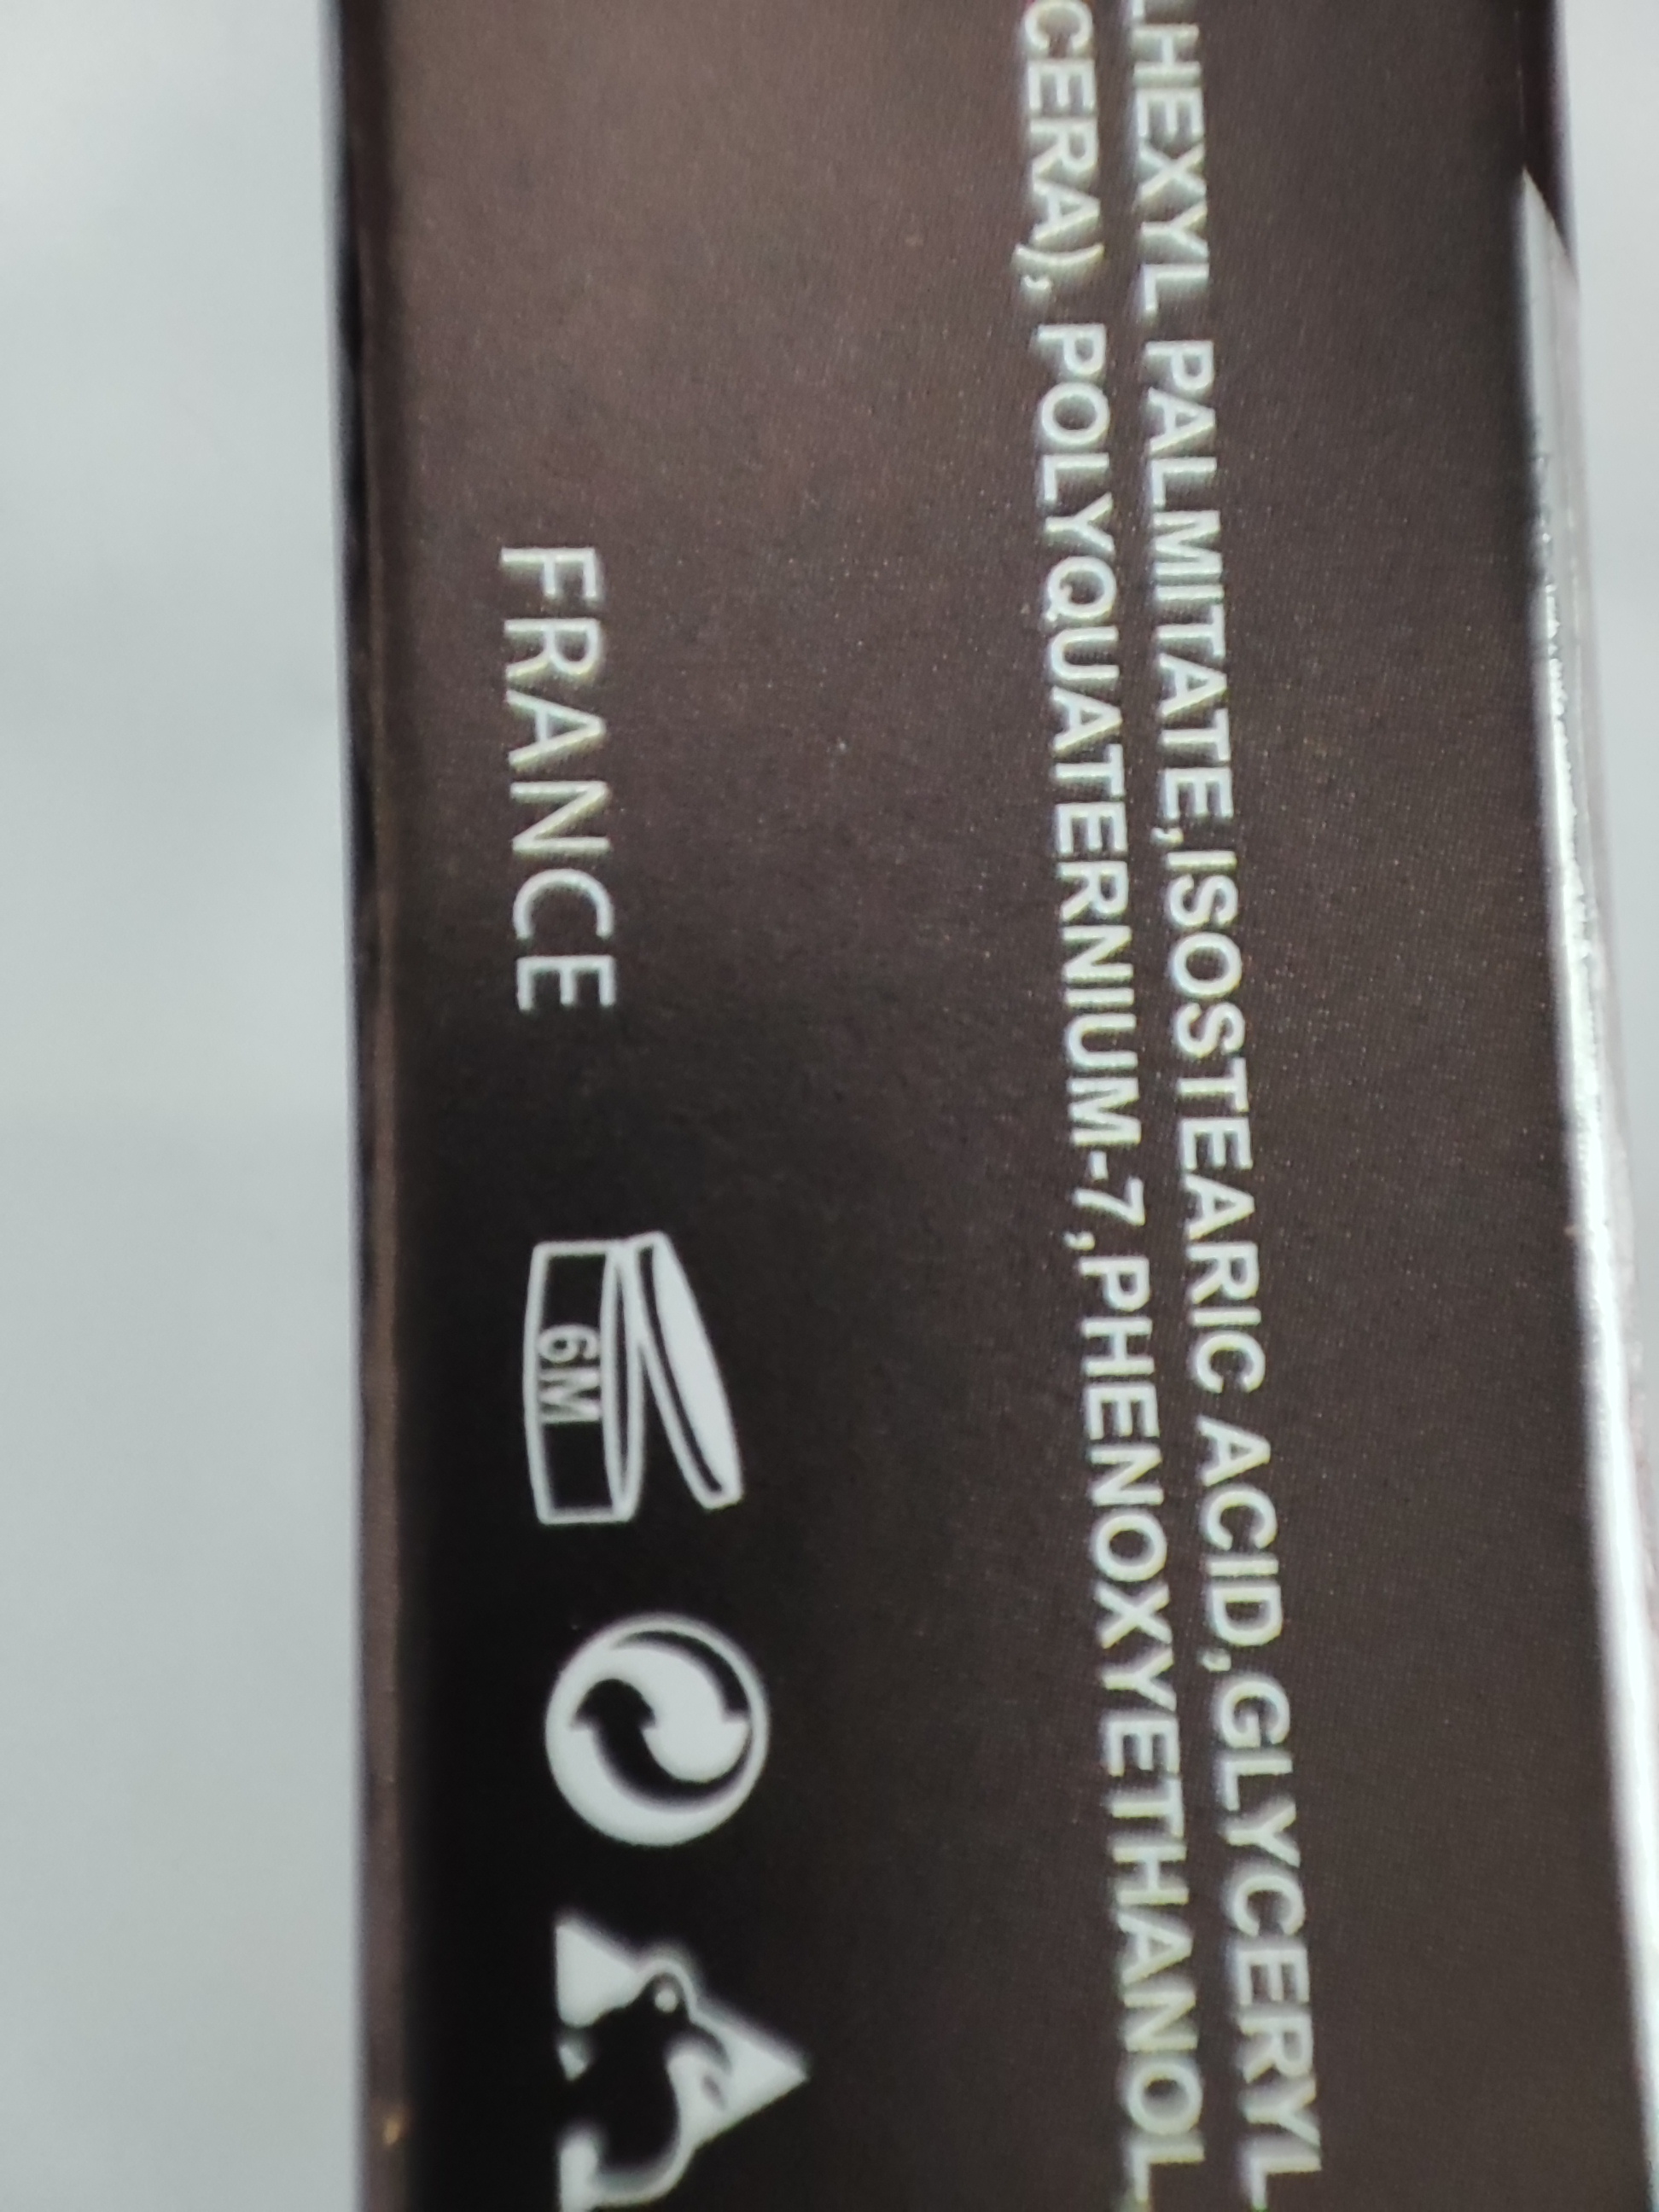 LHEXYL PALMITATE,ISOSTEARIC ACID,GLYCERYL
CERA), POLYQUATERNIUM-7,PHENOXYETHANOL
FRANCE
6M